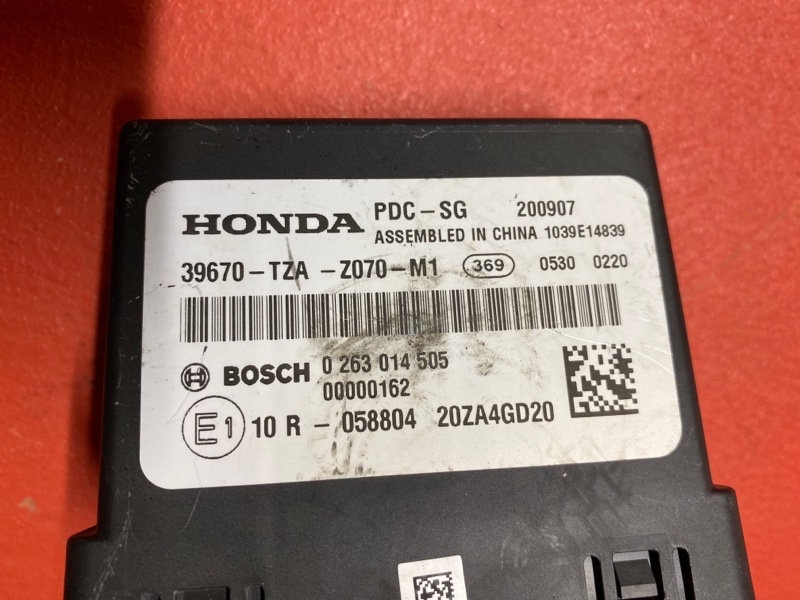 HONDA PDC-SG 200907
ASSEMBLED IN CHINA 1039E14839
39670-TZA -Z070-M1 369 0530 0220
BOSCH 0 263 014 505
00000162
E1 10 R - 058804 20ZA4GD20